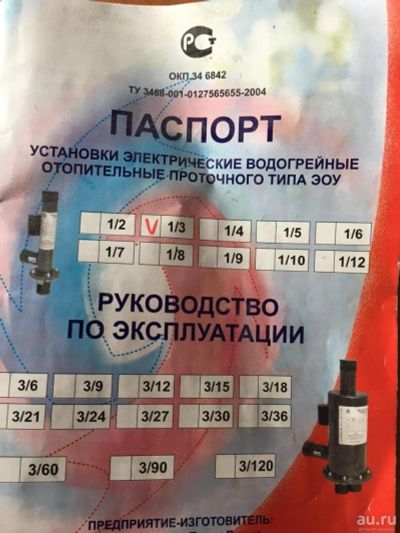 РСТ
ОКП.34 6842
ТУ 3468-001-0127565655-2004
ПАСПОРТ
УСТАНОВКИ ЭЛЕКТРИЧЕСКИЕ ВОДОГРЕЙНЫЕ
ОТОПИТЕЛЬНЫЕ ПРОТОЧНОГО ТИПА ЭОУ
1/2 V 1/3 1/4 1/5 1/6
1/7 1/8 1/9 1/10 1/12
РУКОВОДСТВО
ПО ЭКСПЛУАТАЦИИ
3/6 3/9 3/12 3/15 3/18
3/21 3/24 3/27 3/30 3/36
3/60 3/90 3/120
ПРЕДПРИЯТИЕ-ИЗГОТОВИТЕЛЬ:
au.ru